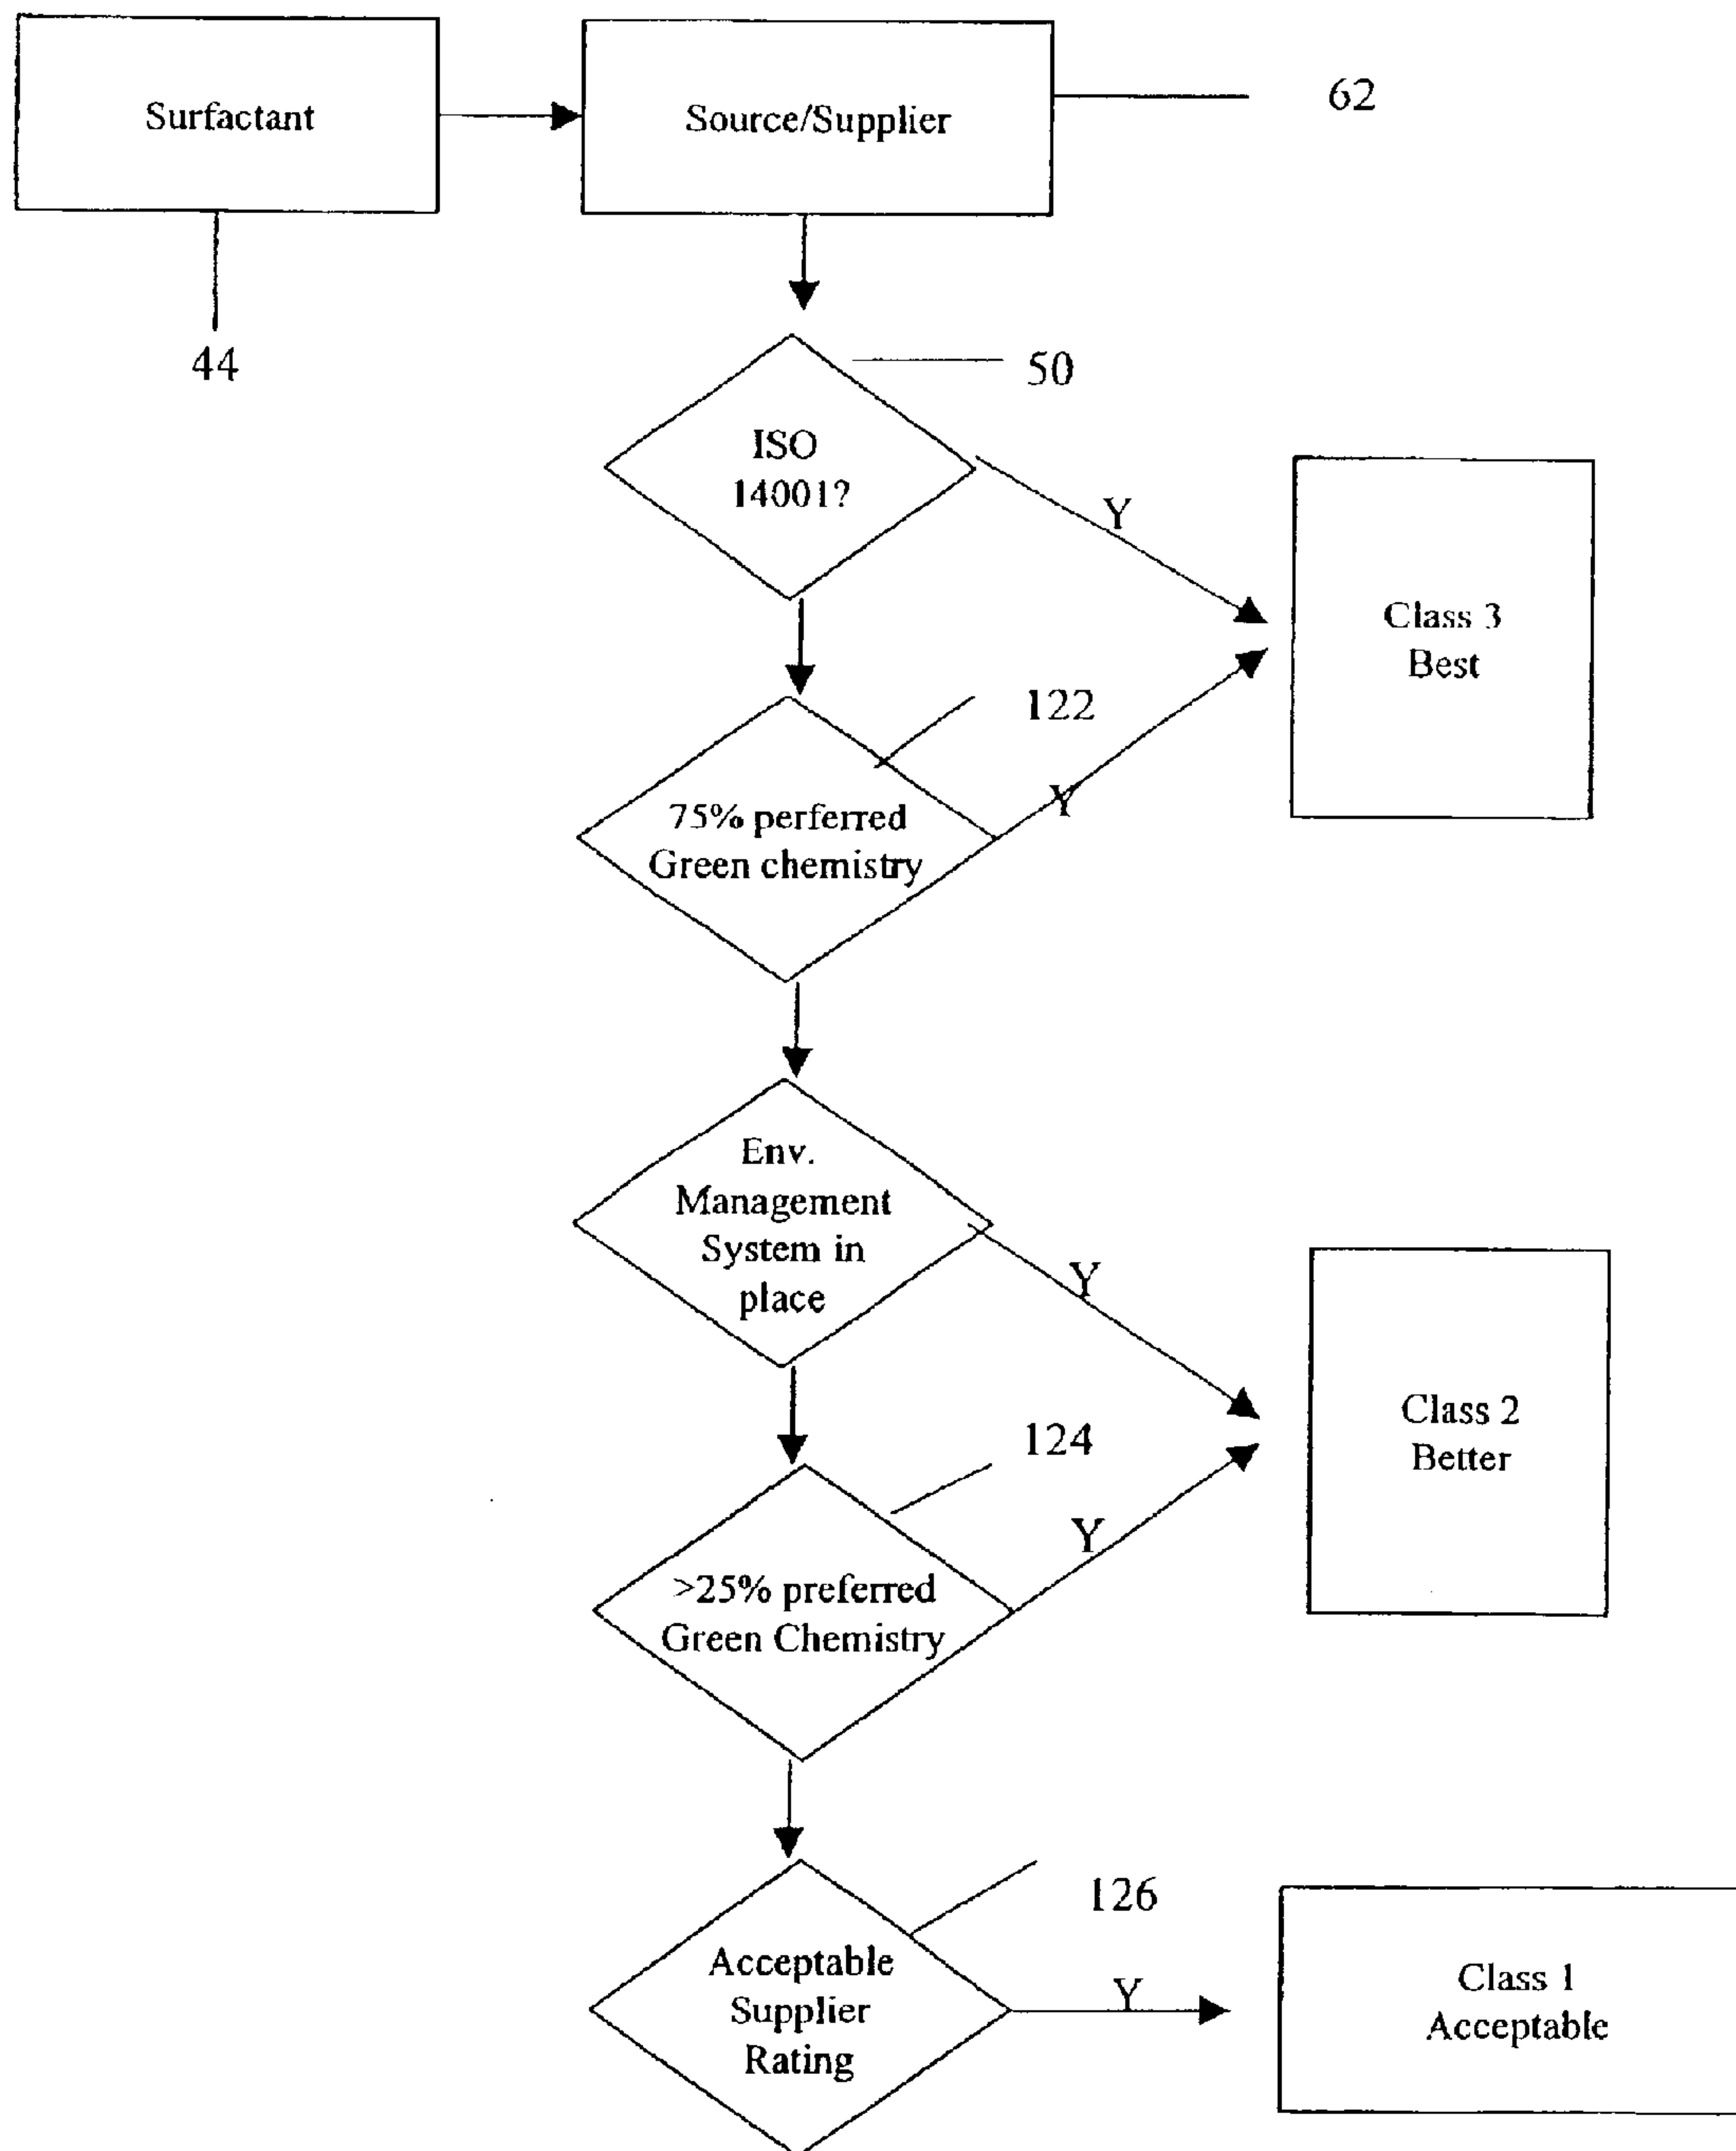 Surfactant
Source/Supplier
62
44
50
ISO
14001?
Y
Class 3
Best
122
75% perferred
Green chemistry
Y
Env.
Management
System in
place
Y
Class 2
Better
124
>25% preferred
Green Chemistry
Y
126
Acceptable
Supplier
Rating
Y
Class 1
Acceptable